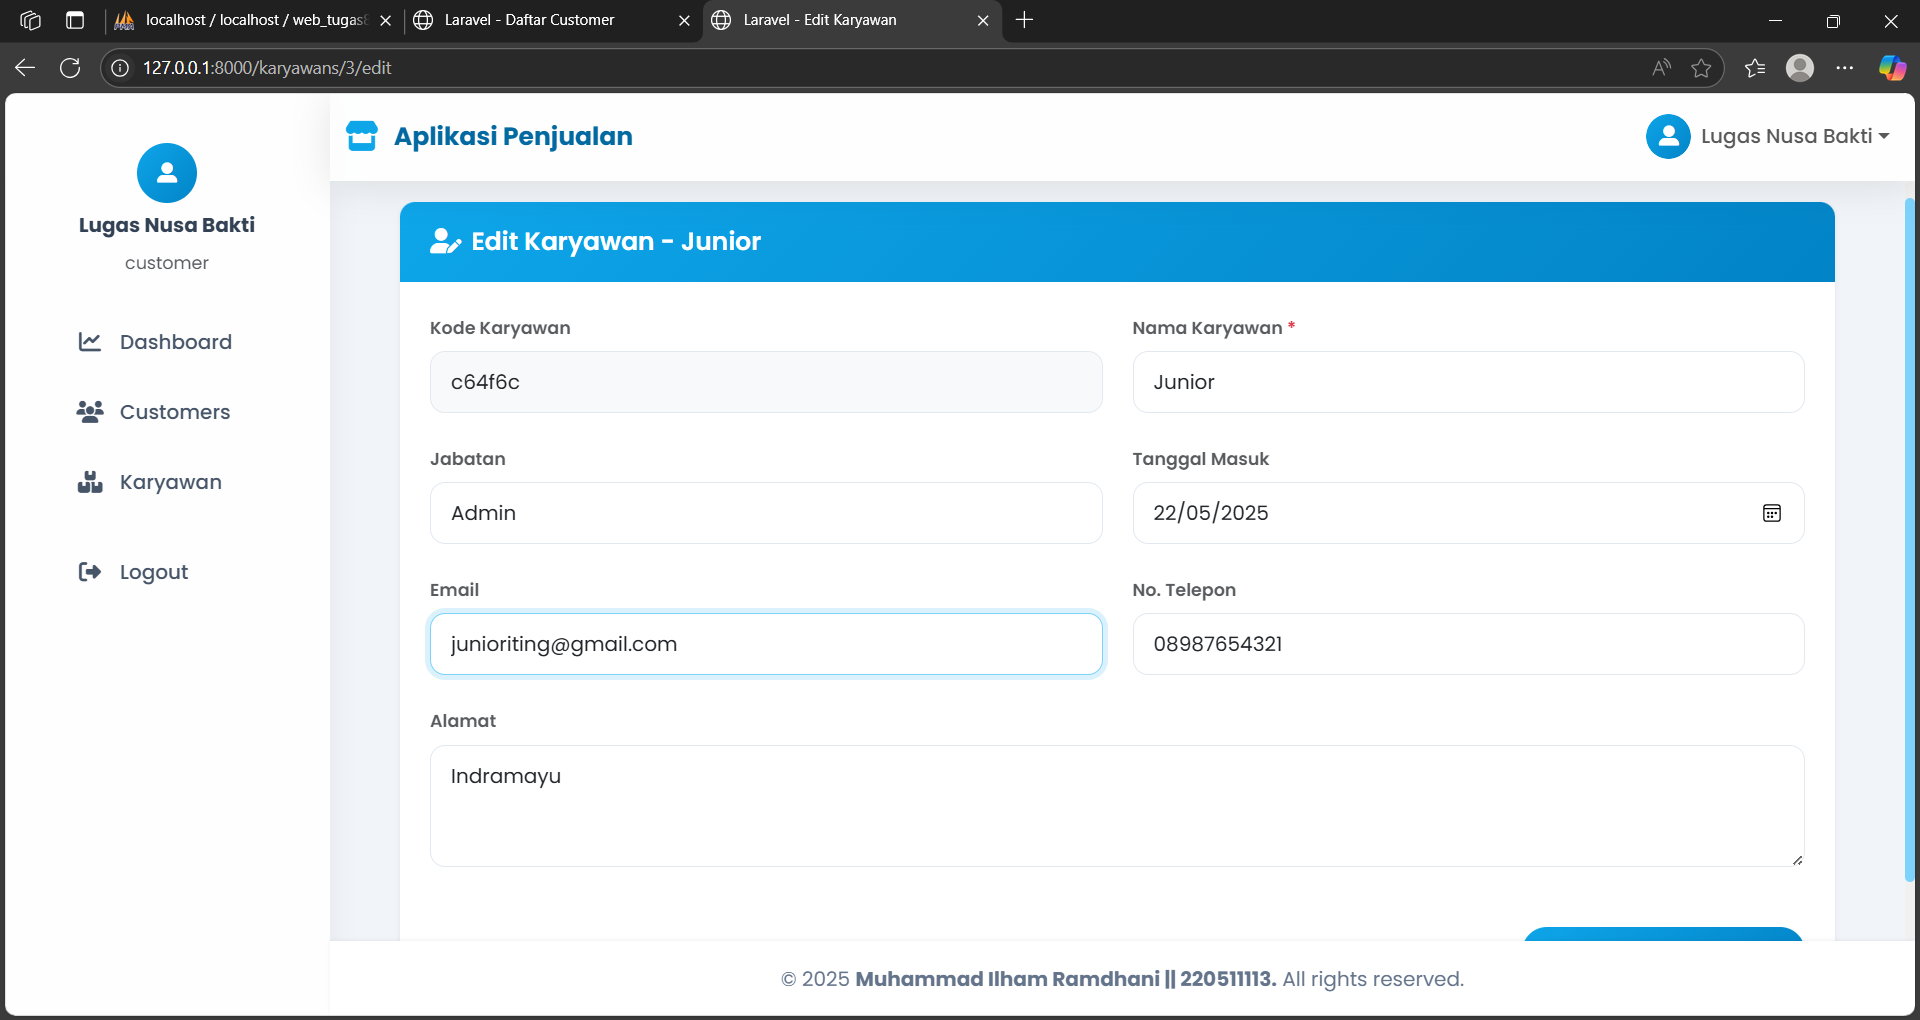 localhost / localhost / web_tugas8
Laravel - Daftar Customer
Laravel - Edit Karyawan
127.0.0.1:8000/karyawans/3/edit
Lugas Nusa Bakti
customer
Dashboard
Customers
Karyawan
Logout
Aplikasi Penjualan
Lugas Nusa Bakti
Edit Karyawan - Junior
Kode Karyawan
c64f6c
Nama Karyawan *
Junior
Jabatan
Admin
Tanggal Masuk
22/05/2025
Email
junioriting@gmail.com
No. Telepon
08987654321
Alamat
Indramayu
© 2025 Muhammad Ilham Ramdhani || 220511113. All rights reserved.